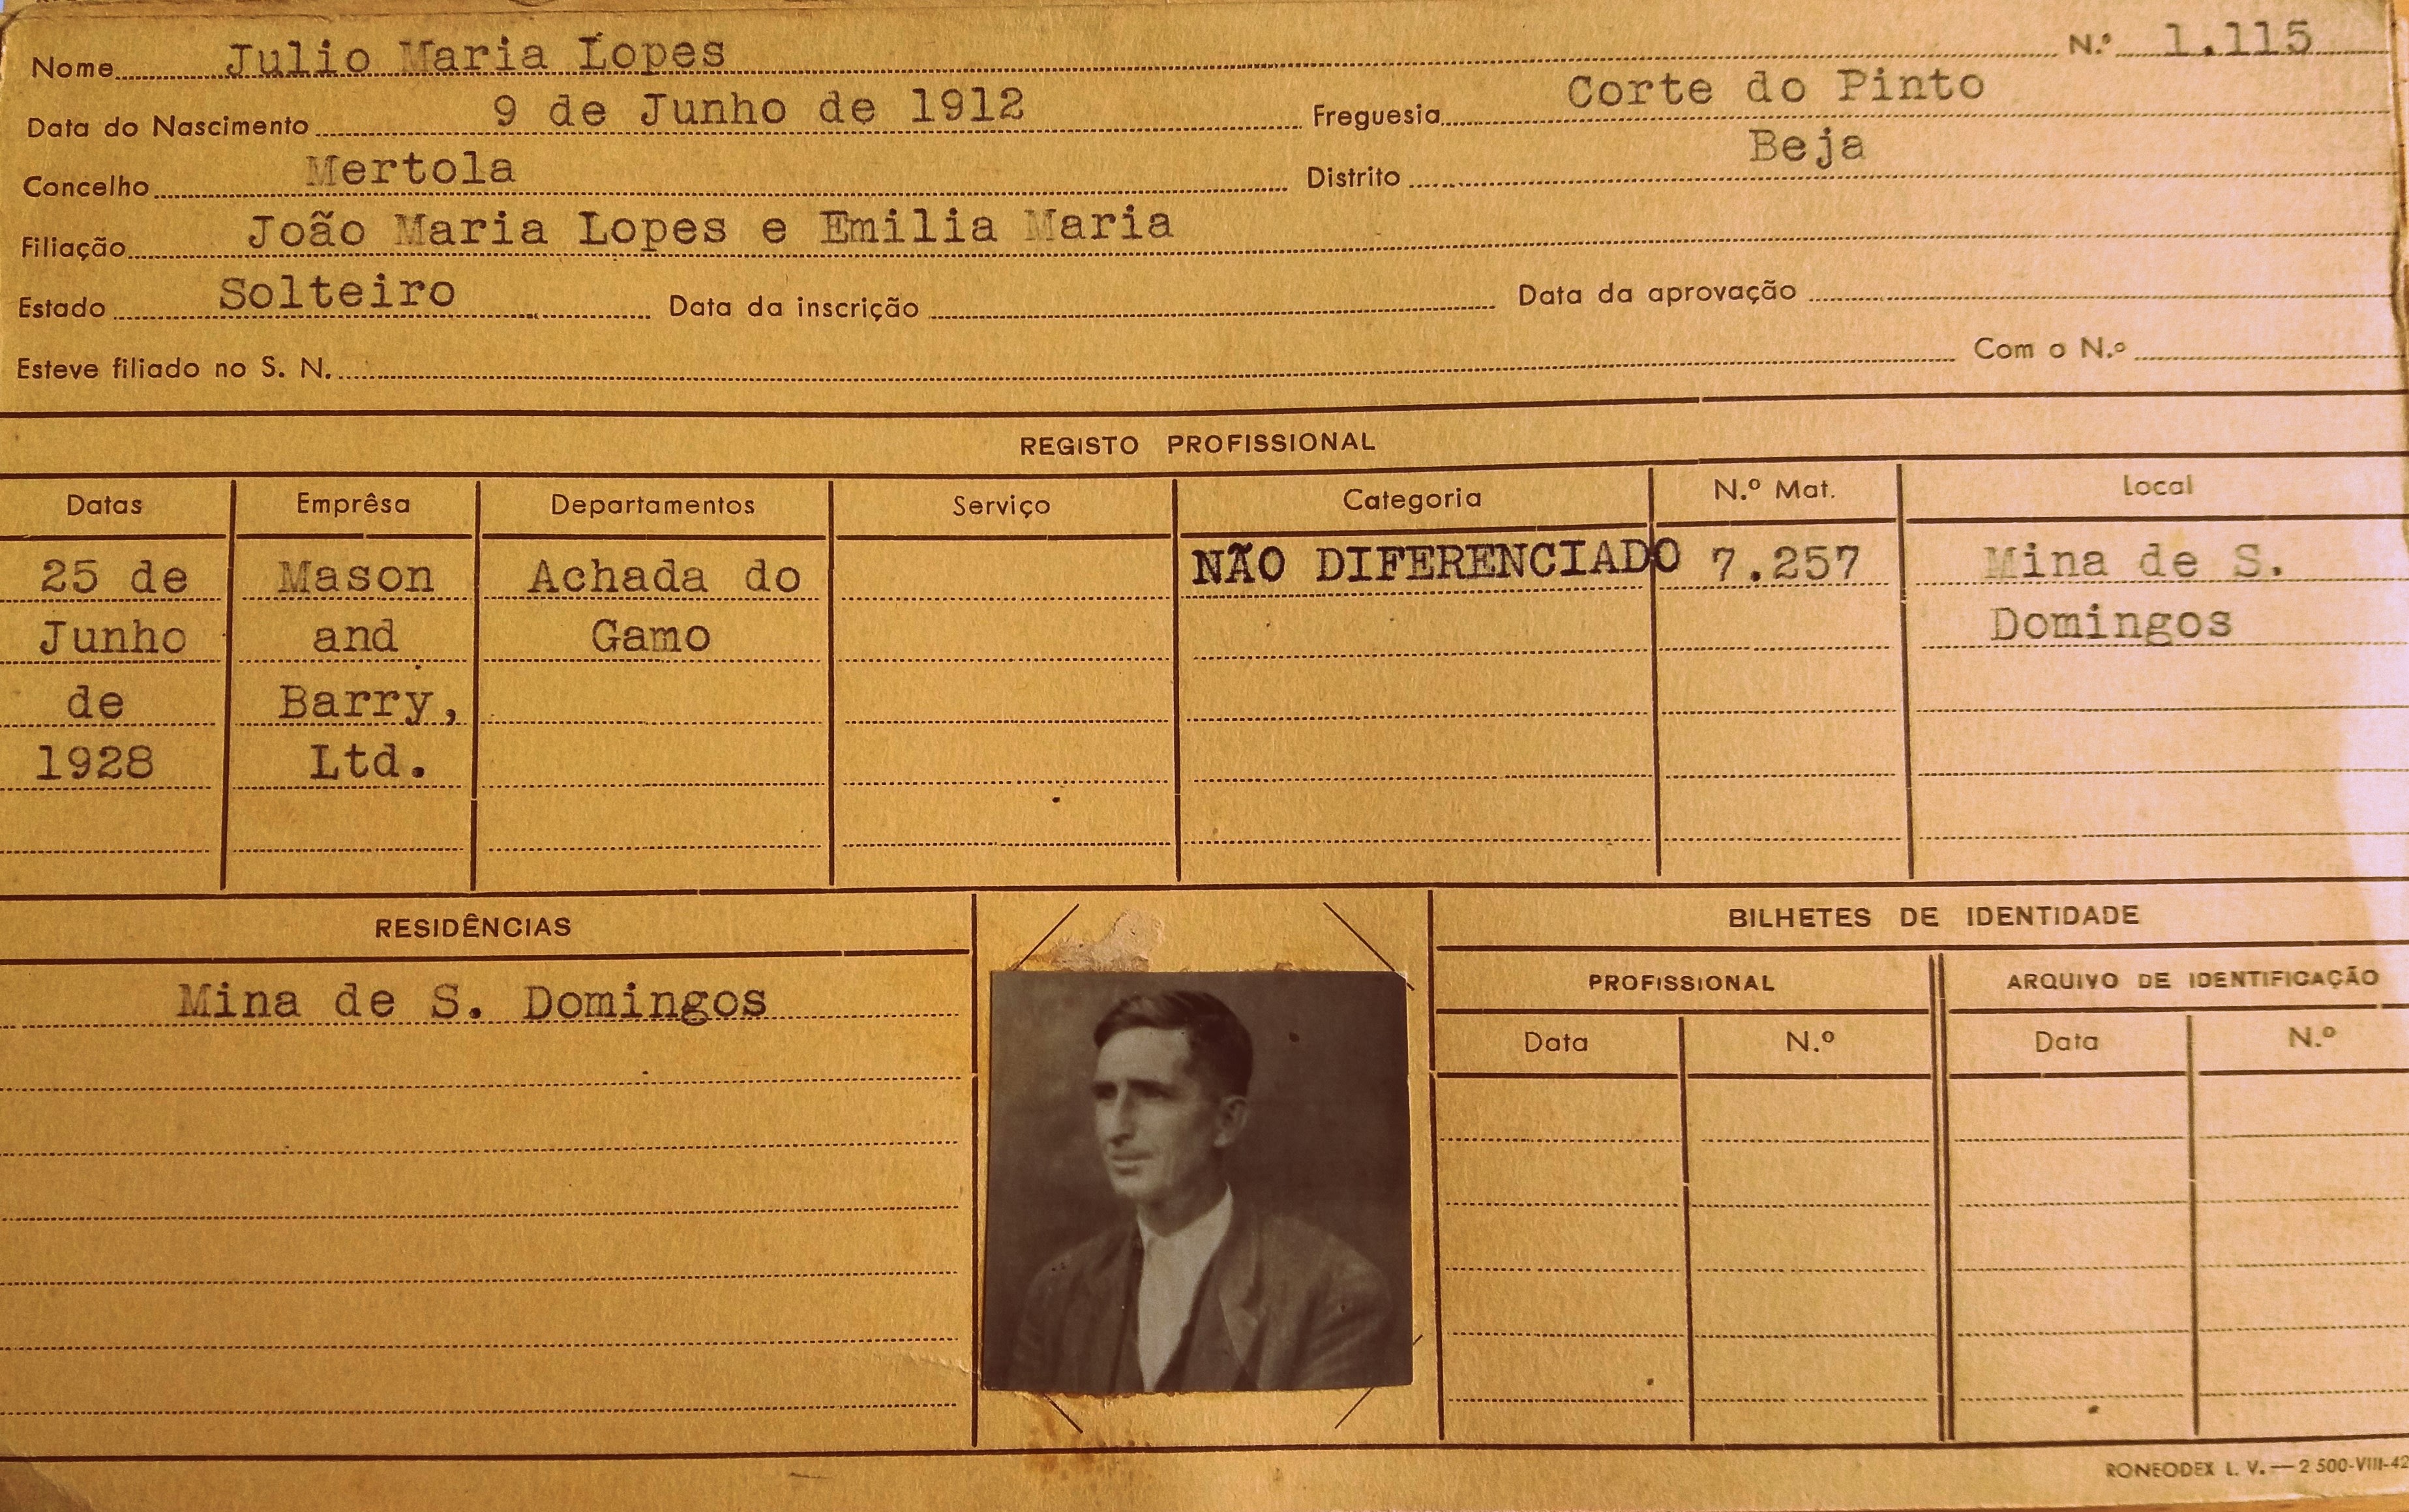 Nome Julio Maria Lopes N.º 1.115
Data do Nascimento 9 de Junho de 1912 Freguesia Corte do Pinto
Concelho Mertola Distrito Beja
Filiação João Maria Lopes e Emilia Maria
Estado Solteiro Data da inscrição Data da aprovação
Esteve filiado no S. N. Com o N.º
REGISTO PROFISSIONAL
Datas Emprêsa Departamentos Serviço Categoria N.º Mat. Local
25 de Mason Achada do NÃO DIFERENCIADO 7.257 Mina de S.
Junho and Gamo Domingos
de Barry,
1928 Ltd.
RESIDÊNCIAS
Mina de S. Domingos
BILHETES DE IDENTIDADE
PROFISSIONAL ARQUIVO DE IDENTIFICAÇÃO
Data N.º Data N.º
RONEODEX L. V. — 2 500-VIII-42